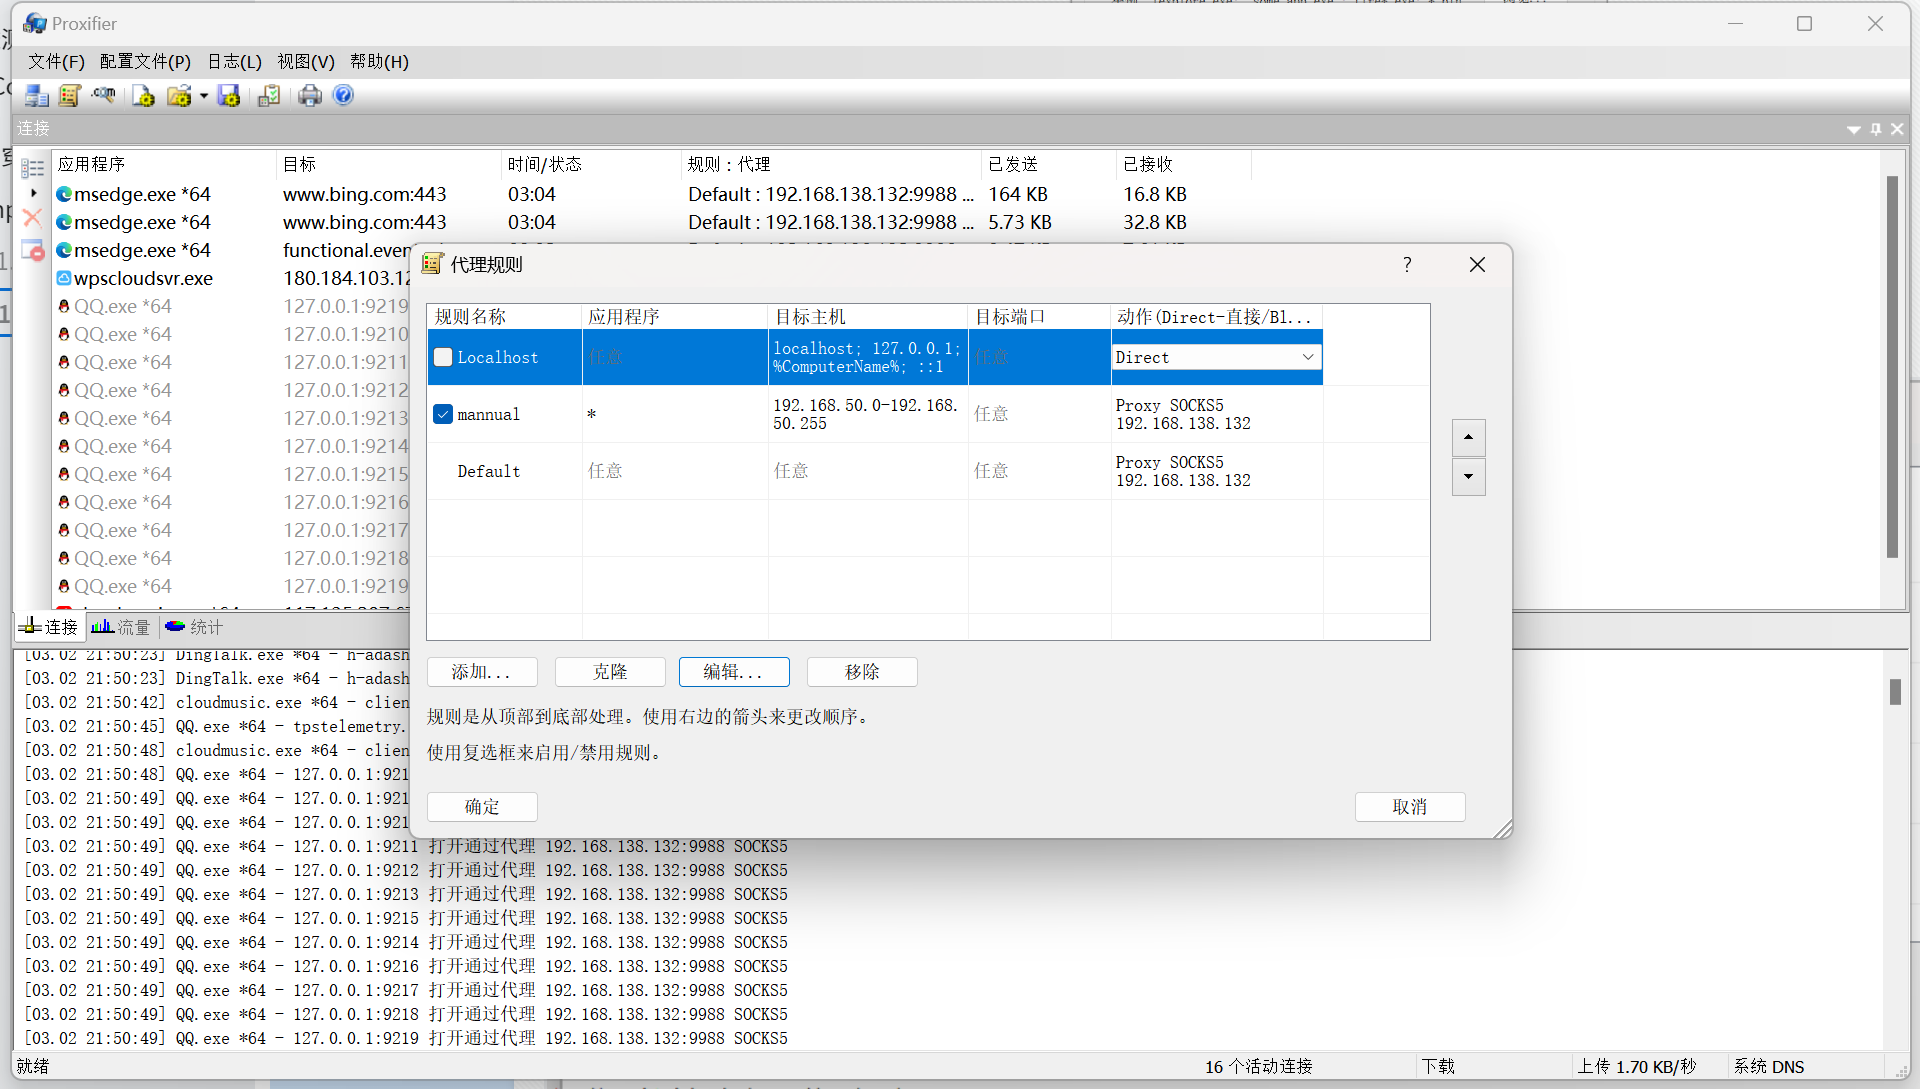 Proxifier
文件(F) 配置文件(P) 日志(L) 视图(V) 帮助(H)
连接
应用程序 目标 时间/状态 规则 : 代理 已发送 已接收
msedge.exe *64 www.bing.com:443 03:04 Default : 192.168.138.132:9988 ... 164 KB 16.8 KB
msedge.exe *64 www.bing.com:443 03:04 Default : 192.168.138.132:9988 ... 5.73 KB 32.8 KB
msedge.exe *64 functional.even
wpscloudsvr.exe 180.184.103.12
QQ.exe *64 127.0.0.1:9219
QQ.exe *64 127.0.0.1:9210
QQ.exe *64 127.0.0.1:9211
QQ.exe *64 127.0.0.1:9212
QQ.exe *64 127.0.0.1:9213
QQ.exe *64 127.0.0.1:9214
QQ.exe *64 127.0.0.1:9215
QQ.exe *64 127.0.0.1:9216
QQ.exe *64 127.0.0.1:9217
QQ.exe *64 127.0.0.1:9218
QQ.exe *64 127.0.0.1:9219
连接 流量 统计
代理规则 ?
规则名称 应用程序 目标主机 目标端口 动作(Direct-直接/Bl...
Localhost 任意 localhost; 127.0.0.1; 任意 Direct
%ComputerName%; ::1
mannual * 192.168.50.0-192.168. 任意 Proxy SOCKS5
50.255 192.168.138.132
Default 任意 任意 任意 Proxy SOCKS5
192.168.138.132
添加... 克隆 编辑... 移除
规则是从顶部到底部处理。使用右边的箭头来更改顺序。
使用复选框来启用/禁用规则。
确定 取消
[03.02 21:50:23] DingTalk.exe *64 - h-adash
[03.02 21:50:23] DingTalk.exe *64 - h-adash
[03.02 21:50:42] cloudmusic.exe *64 - clien
[03.02 21:50:45] QQ.exe *64 - tpstelemetry.
[03.02 21:50:48] cloudmusic.exe *64 - clien
[03.02 21:50:48] QQ.exe *64 - 127.0.0.1:921
[03.02 21:50:49] QQ.exe *64 - 127.0.0.1:921
[03.02 21:50:49] QQ.exe *64 - 127.0.0.1:921
[03.02 21:50:49] QQ.exe *64 - 127.0.0.1:9211 打开通过代理 192.168.138.132:9988 SOCKS5
[03.02 21:50:49] QQ.exe *64 - 127.0.0.1:9212 打开通过代理 192.168.138.132:9988 SOCKS5
[03.02 21:50:49] QQ.exe *64 - 127.0.0.1:9213 打开通过代理 192.168.138.132:9988 SOCKS5
[03.02 21:50:49] QQ.exe *64 - 127.0.0.1:9215 打开通过代理 192.168.138.132:9988 SOCKS5
[03.02 21:50:49] QQ.exe *64 - 127.0.0.1:9214 打开通过代理 192.168.138.132:9988 SOCKS5
[03.02 21:50:49] QQ.exe *64 - 127.0.0.1:9216 打开通过代理 192.168.138.132:9988 SOCKS5
[03.02 21:50:49] QQ.exe *64 - 127.0.0.1:9217 打开通过代理 192.168.138.132:9988 SOCKS5
[03.02 21:50:49] QQ.exe *64 - 127.0.0.1:9218 打开通过代理 192.168.138.132:9988 SOCKS5
[03.02 21:50:49] QQ.exe *64 - 127.0.0.1:9219 打开通过代理 192.168.138.132:9988 SOCKS5
就绪 16 个活动连接 下载 上传 1.70 KB/秒 系统 DNS